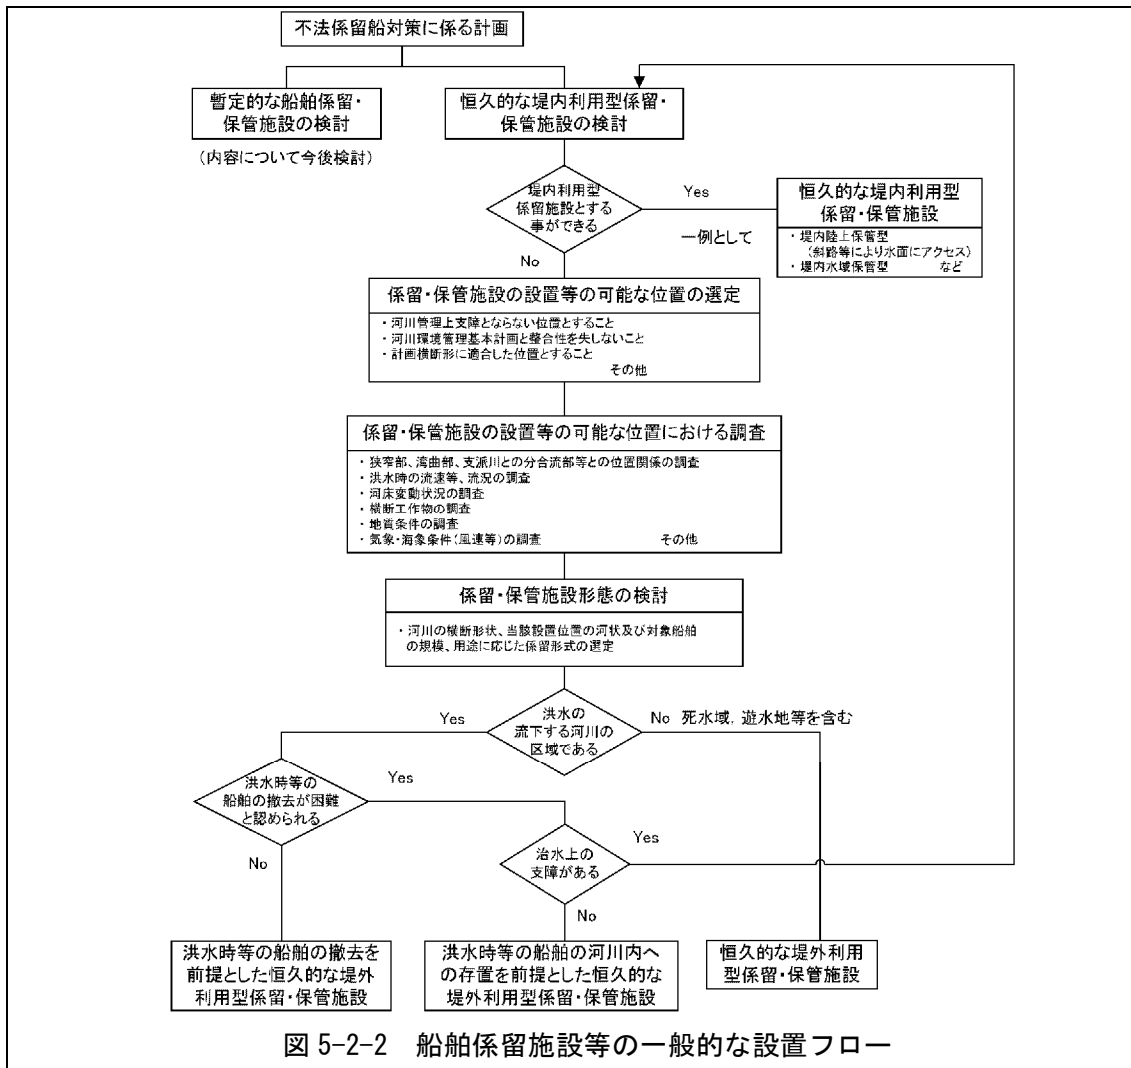 不法係留船対策に係る計画
暫定的な船舶係留・
保管施設の検討
(内容について今後検討)
恒久的な堤内利用型係留・
保管施設の検討
堤内利用型
係留施設とする
事ができる
Yes
一例として
No
恒久的な堤内利用型
係留・保管施設
・堤内陸上保管型
(斜路等により水面にアクセス)
・堤内水域保管型 など
係留・保管施設の設置等の可能な位置の選定
・河川管理上支障とならない位置とすること
・河川環境管理基本計画と整合性を失しないこと
・計画横断形に適合した位置とすること
その他
係留・保管施設の設置等の可能な位置における調査
・狭窄部、湾曲部、支派川との分合流部等との位置関係の調査
・洪水時の流速等、流況の調査
・河床変動状況の調査
・横断工作物の調査
・地質条件の調査
・気象・海象条件(風速等)の調査 その他
係留・保管施設形態の検討
・河川の横断形状、当該設置位置の河状及び対象船舶
の規模、用途に応じた係留形式の選定
洪水の
流下する河川の
区域である
Yes
No 死水域, 遊水地等を含む
洪水時等の
船舶の撤去が困難
と認められる
Yes
No
治水上の
支障がある
Yes
No
洪水時等の船舶の撤去を
前提とした恒久的な堤外
利用型係留・保管施設
洪水時等の船舶の河川内へ
の存置を前提とした恒久的な
堤外利用型係留・保管施設
恒久的な堤外利用
型係留・保管施設
図 5-2-2 船舶係留施設等の一般的な設置フロー